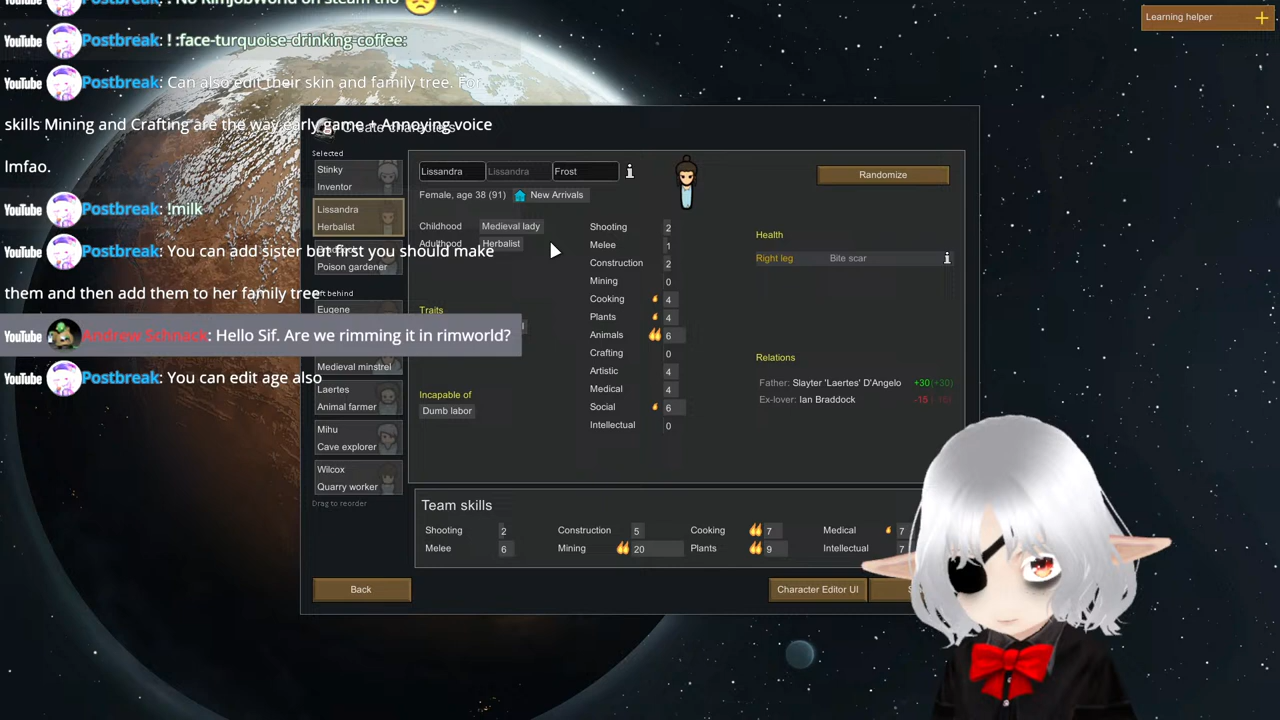 YouTube Postbreak: ! No RimjobWorld on steam tho
YouTube Postbreak: ! :face-turquoise-drinking-coffee:
YouTube Postbreak: Can also edit their skin and family tree. For
skills Mining and Crafting are the way early game + Annoying voice
lmfao.
YouTube Postbreak: !milk
YouTube Postbreak: You can add sister but first you should make
them and then add them to her family tree
YouTube Andrew Schnack: Hello Sif. Are we rimming it in rimworld?
YouTube Postbreak: You can edit age also
Learning helper
Create characters
Selected
Stinky
Inventor
Lissandra
Herbalist
Poison gardener
Left behind
Eugene
Medieval minstrel
Laertes
Animal farmer
Mihu
Cave explorer
Wilcox
Quarry worker
Drag to reorder
Lissandra Lissandra Frost
Randomize
Female, age 38 (91) New Arrivals
Childhood Medieval lady
Adulthood Herbalist
Traits
Incapable of
Dumb labor
Shooting 2
Melee 1
Construction 2
Mining 0
Cooking 4
Plants 4
Animals 6
Crafting 0
Artistic 4
Medical 4
Social 6
Intellectual 0
Health
Right leg Bite scar
Relations
Father: Slayter 'Laertes' D'Angelo +30 (+30)
Ex-lover: Ian Braddock -15 (-15)
Team skills
Shooting 2 Construction 5 Cooking 7 Medical 7
Melee 6 Mining 20 Plants 9 Intellectual 7
Back
Character Editor UI